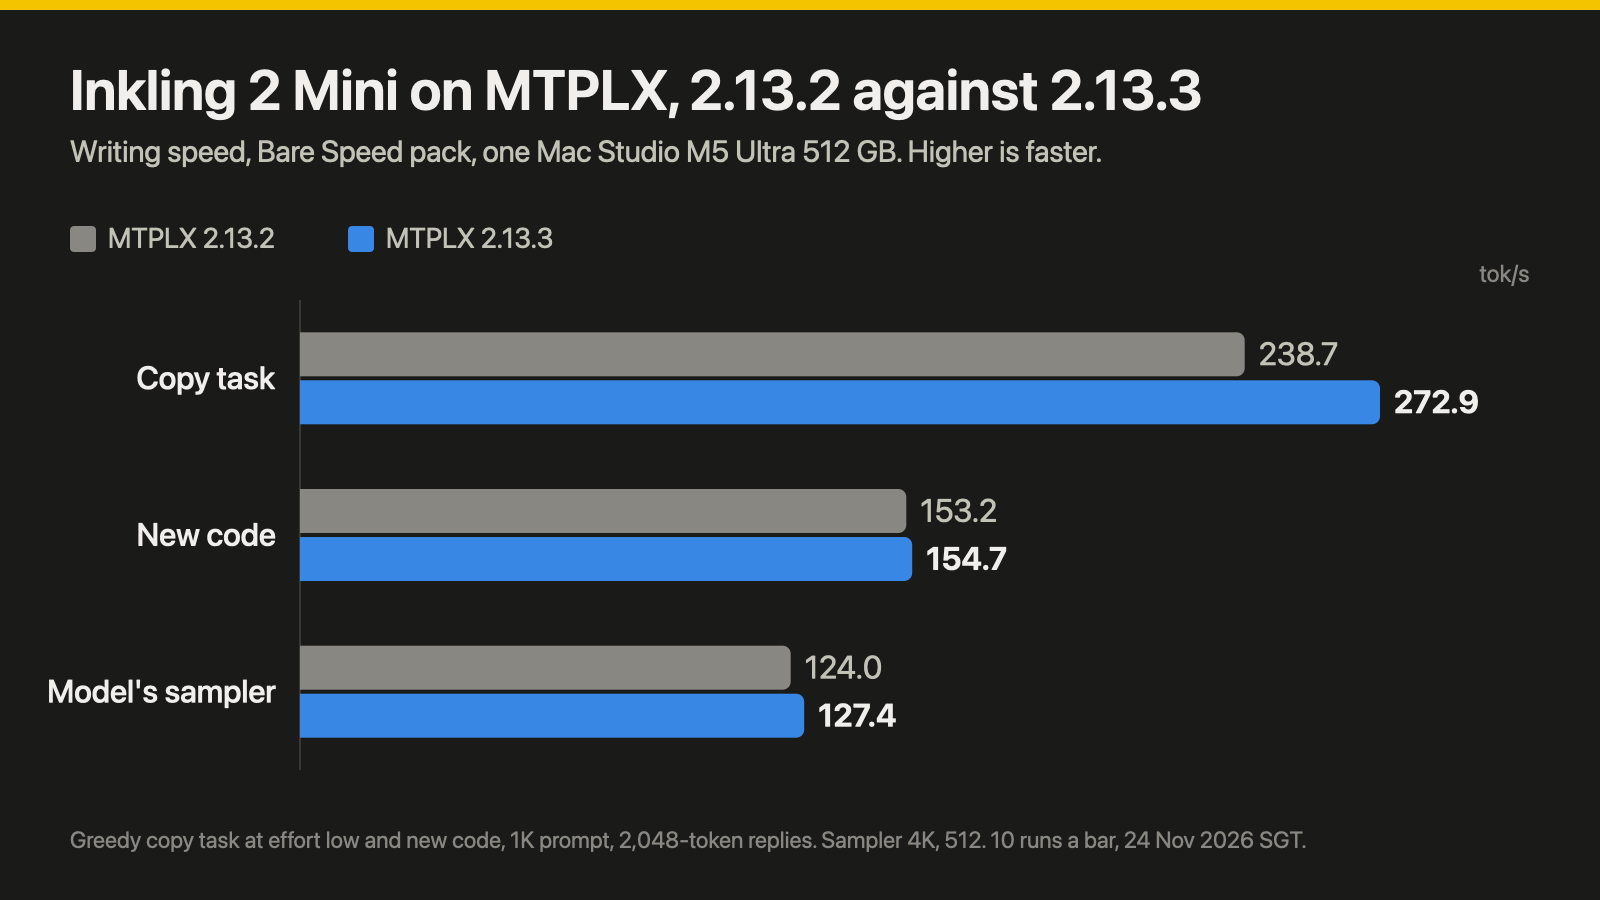 Inkling 2 Mini on MTPLX, 2.13.2 against 2.13.3
Writing speed, Bare Speed pack, one Mac Studio M5 Ultra 512 GB. Higher is faster.
MTPLX 2.13.2
MTPLX 2.13.3
tok/s
Copy task
238.7
272.9
New code
153.2
154.7
Model's sampler
124.0
127.4
Greedy copy task at effort low and new code, 1K prompt, 2,048-token replies. Sampler 4K, 512. 10 runs a bar, 24 Nov 2026 SGT.